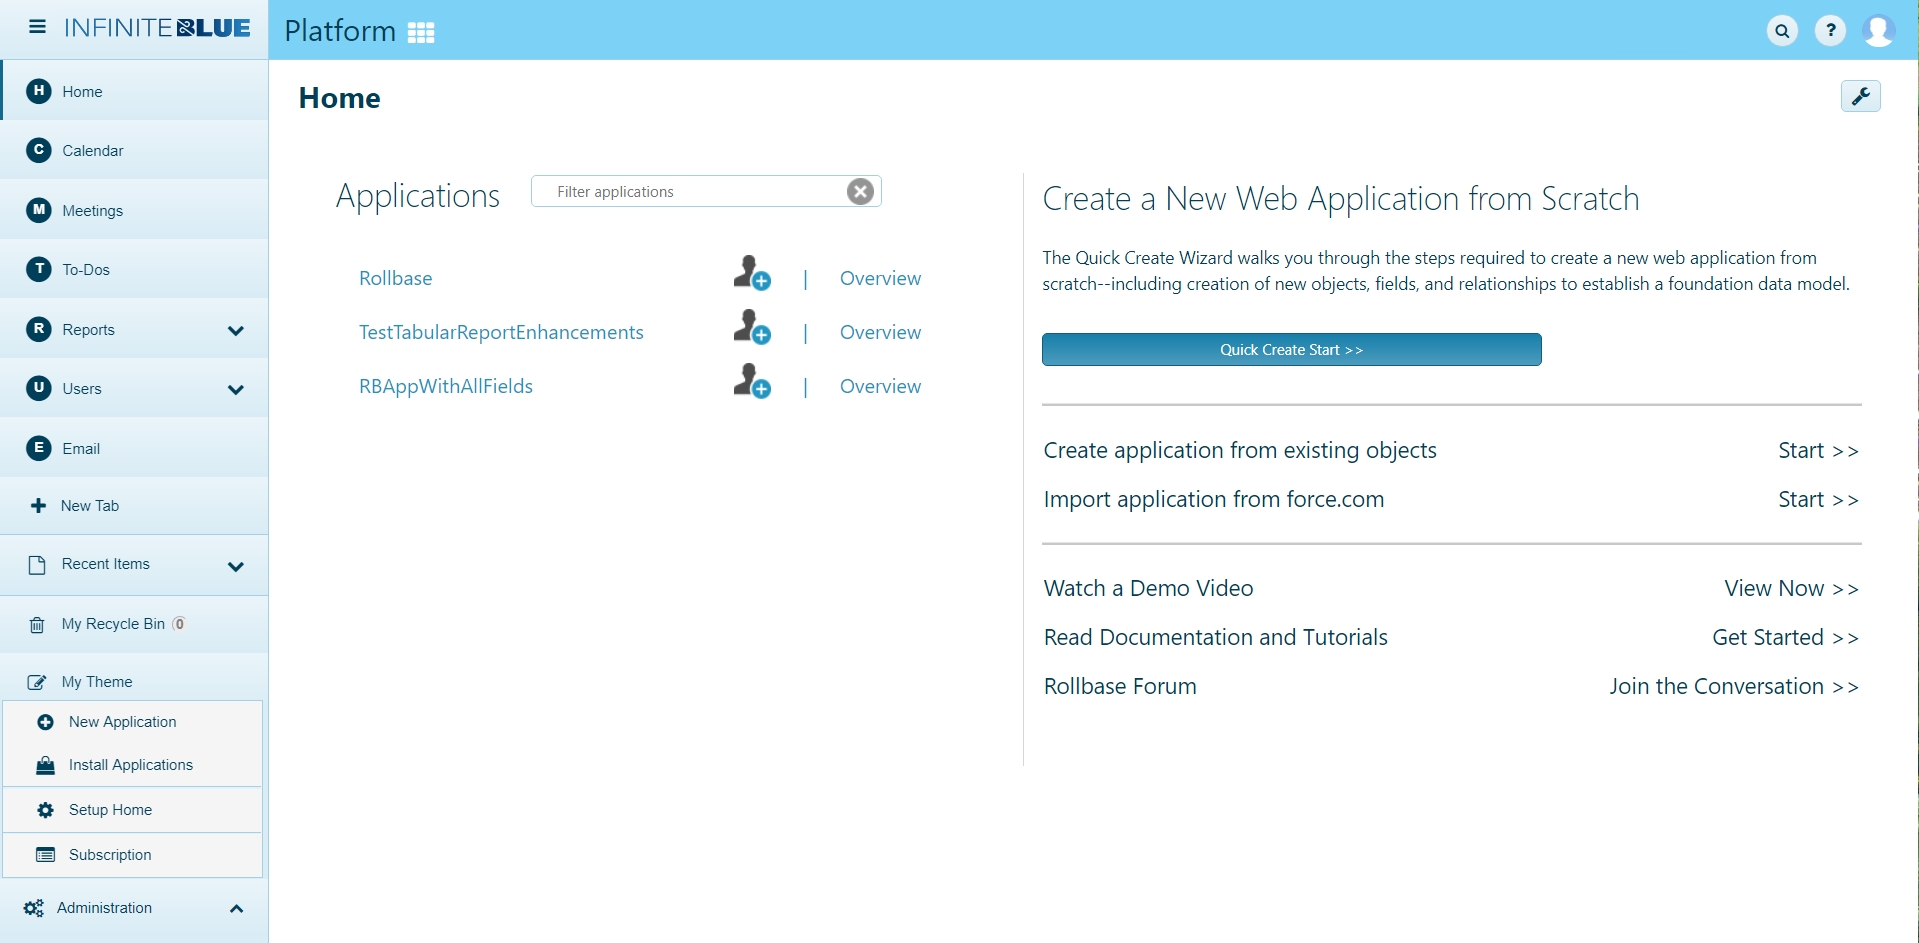 INFINITEBLUE
Platform
?
H Home
C Calendar
M Meetings
T To-Dos
R Reports
U Users
E Email
New Tab
Recent Items
My Recycle Bin 0
My Theme
New Application
Install Applications
Setup Home
Subscription
Administration
Home
Applications
Filter applications
Rollbase | Overview
TestTabularReportEnhancements | Overview
RBAppWithAllFields | Overview
Create a New Web Application from Scratch
The Quick Create Wizard walks you through the steps required to create a new web application from
scratch--including creation of new objects, fields, and relationships to establish a foundation data model.
Quick Create Start >>
Create application from existing objects Start >>
Import application from force.com Start >>
Watch a Demo Video View Now >>
Read Documentation and Tutorials Get Started >>
Rollbase Forum Join the Conversation >>